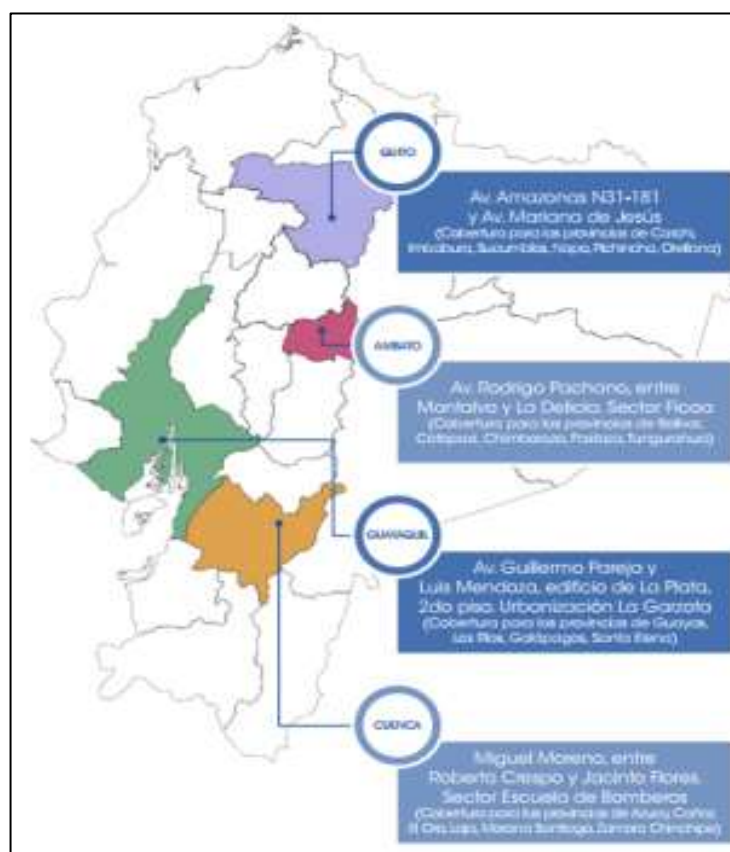 QUITO
Av. Amazonas N31-181
y Av. Mariana de Jesús
(Cobertura para las provincias de Carchi,
Imbabura, Sucumbíos, Napo, Pichincha, Orellana)
AMBATO
Av. Rodrigo Pachano, entre
Montalvo y La Delicia. Sector Ficoa
(Cobertura para las provincias de Bolívar,
Cotopaxi, Chimborazo, Pastaza, Tungurahua)
GUAYAQUIL
Av. Guillermo Pareja y
Luis Mendoza, edificio de La Plata,
2do piso. Urbanización La Garzota
(Cobertura para las provincias de Guayas,
Los Ríos, Galápagos, Santa Elena)
CUENCA
Miguel Moreno, entre
Roberto Crespo y Jacinto Flores.
Sector Escuela de Bomberos
(Cobertura para las provincias de Azuay, Cañar,
El Oro, Loja, Morona Santiago, Zamora Chinchipe)